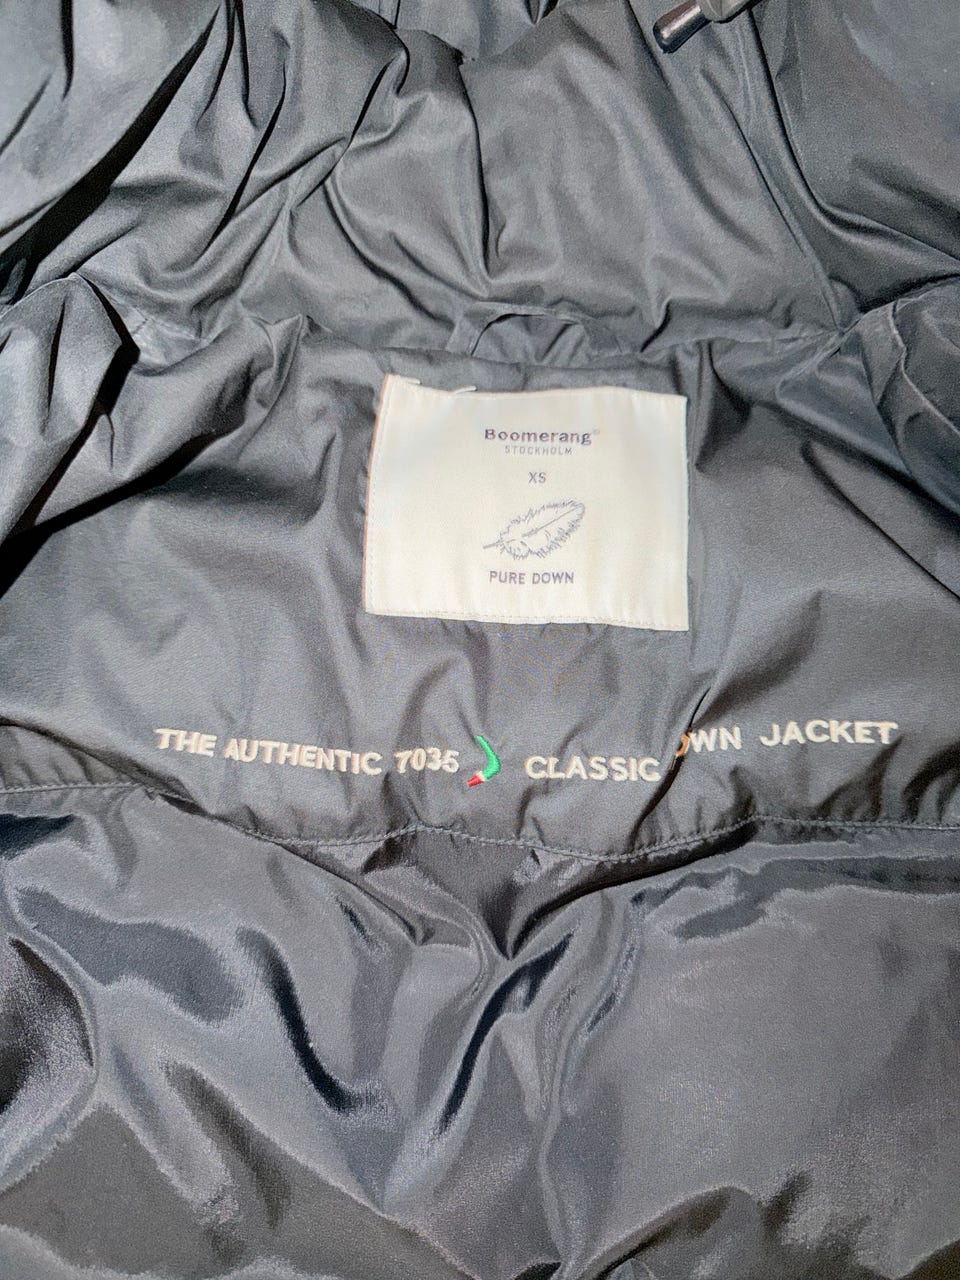 Boomerang®
STOCKHOLM
XS
PURE DOWN
THE AUTHENTIC 7035 CLASSIC OWN JACKET